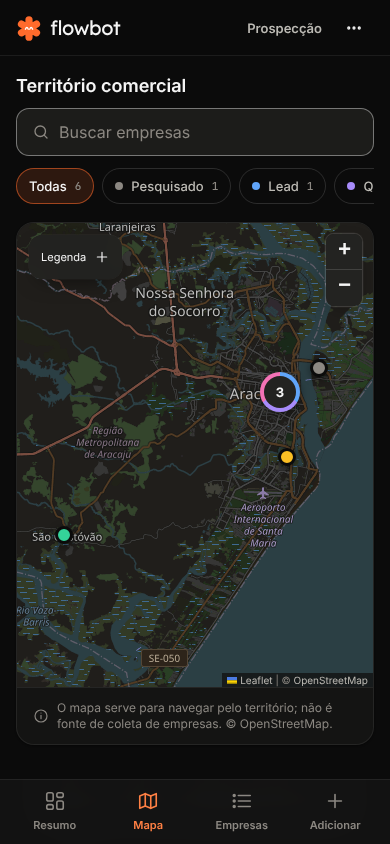 flowbot
Prospecção
Território comercial
Buscar empresas
Todas 6
Pesquisado 1
Lead 1
Q
Laranjeiras
Legenda +
+
−
Nossa Senhora
do Socorro
Arac
3
Região
Metropolitana
de Aracaju
Aeroporto
Internacional
de Santa
Maria
São
tóvão
Rio Vaza-
Barris
SE-050
Leaflet | © OpenStreetMap
O mapa serve para navegar pelo território; não é
fonte de coleta de empresas. © OpenStreetMap.
Resumo
Mapa
Empresas
Adicionar